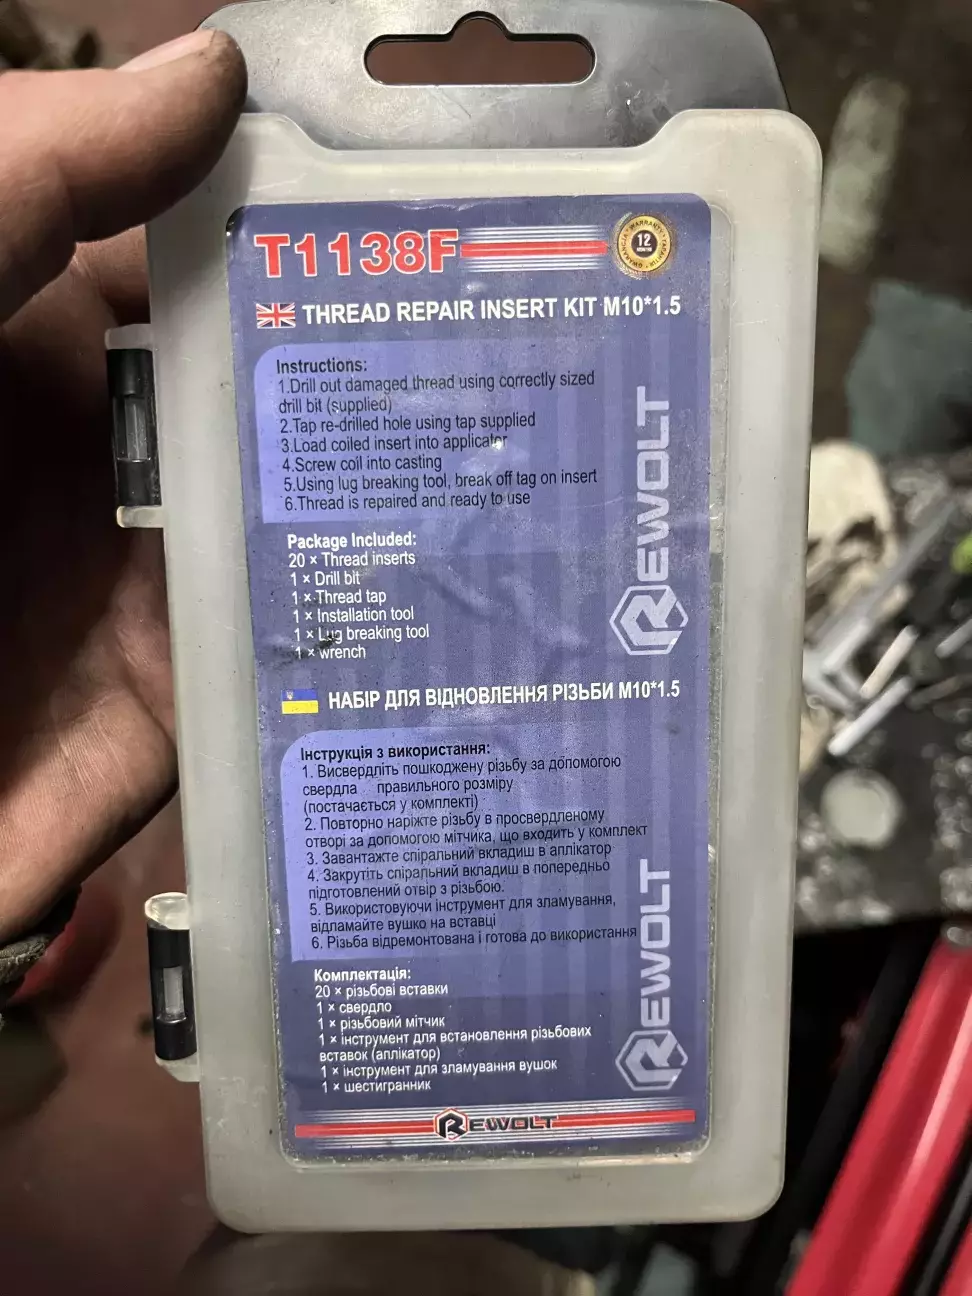 T1138F
WARRANTY
12
ГАРАНТІЯ
GWARANCJA
THREAD REPAIR INSERT KIT M10*1.5
Instructions:
1.Drill out damaged thread using correctly sized
drill bit (supplied)
2.Tap re-drilled hole using tap supplied
3.Load coiled insert into applicator
4.Screw coil into casting
5.Using lug breaking tool, break off tag on insert
6.Thread is repaired and ready to use
REWOLT
Package Included:
20 × Thread inserts
1 × Drill bit
1 × Thread tap
1 × Installation tool
1 × Lug breaking tool
1 × wrench
НАБІР ДЛЯ ВІДНОВЛЕННЯ РІЗЬБИ М10*1.5
Інструкція з використання:
1. Висвердліть пошкоджену різьбу за допомогою
свердла правильного розміру
(постачається у комплекті)
2. Повторно наріжте різьбу в просвердленому
отворі за допомогою мітчика, що входить у комплект
3. Завантажте спіральний вкладиш в аплікатор
4. Закрутіть спіральний вкладиш в попередньо
підготовлений отвір з різьбою.
5. Використовуючи інструмент для зламування,
відламайте вушко на вставці
6. Різьба відремонтована і готова до використання
REWOLT
Комплектація:
20 × різьбові вставки
1 × свердло
1 × різьбовий мітчик
1 × інструмент для встановлення різьбових
вставок (аплікатор)
1 × інструмент для зламування вушок
1 × шестигранник
REWOLT